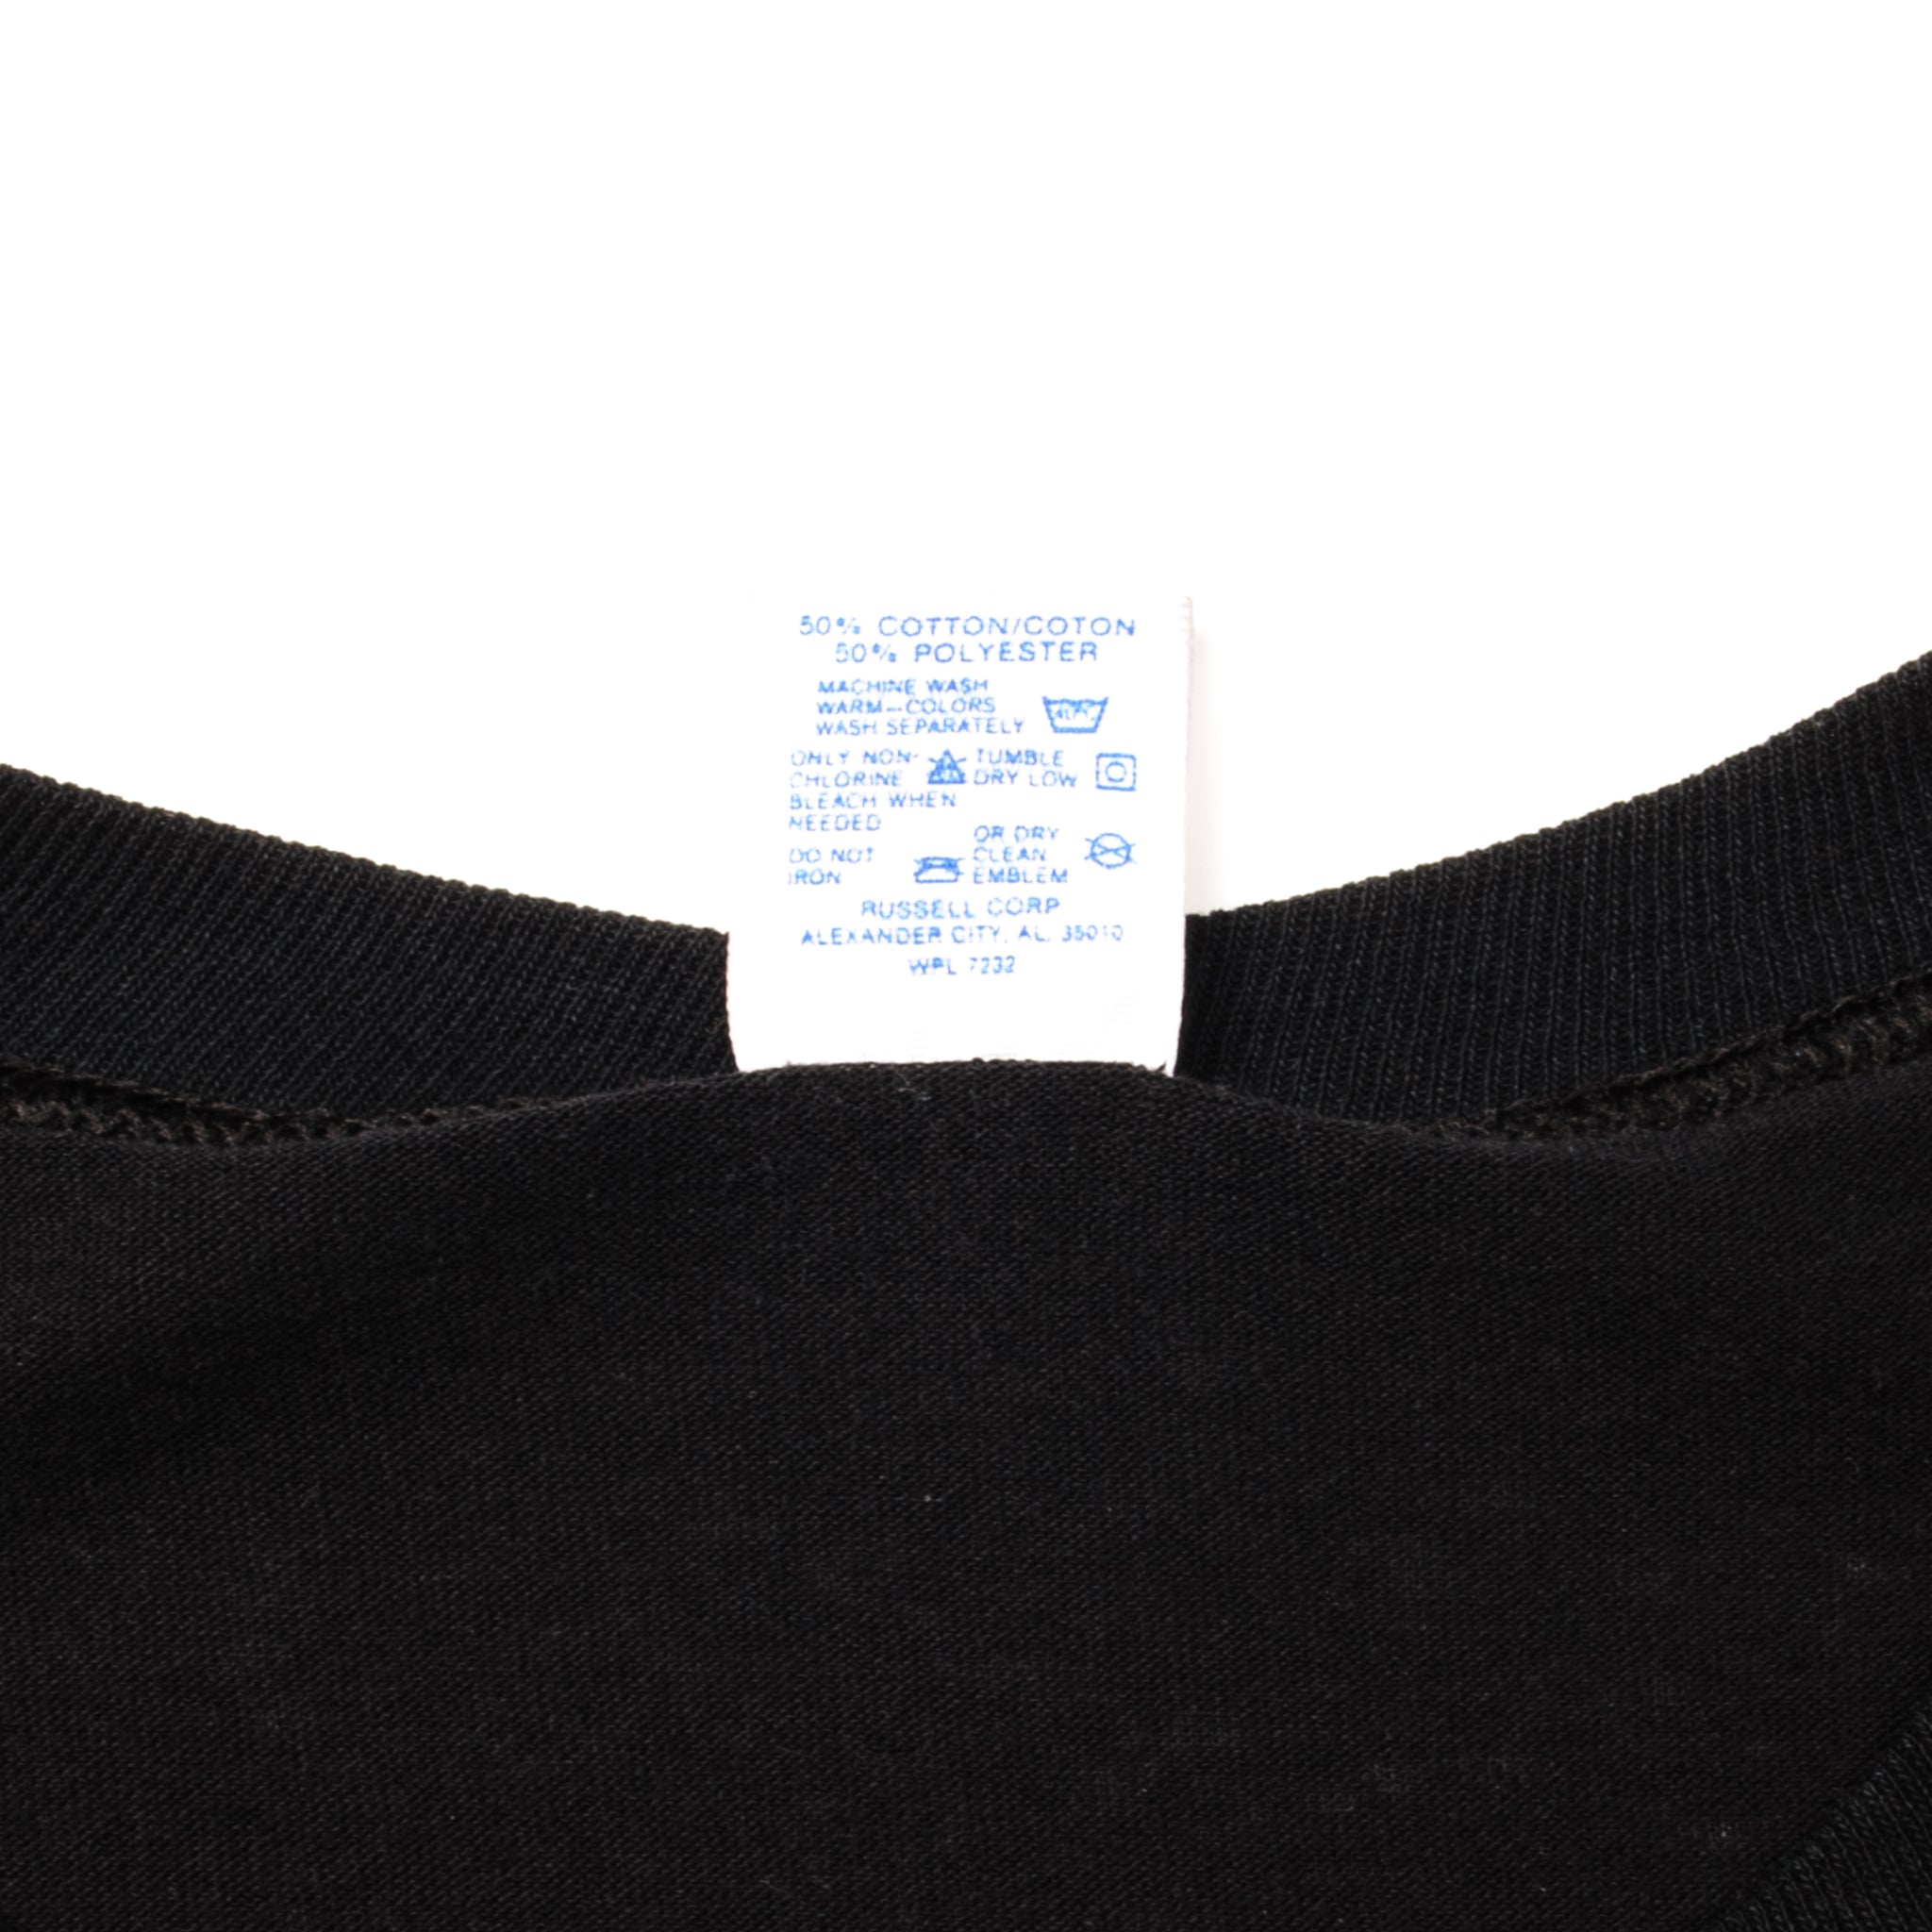 50% COTTON/COTON
50% POLYESTER
MACHINE WASH
WARM-COLORS
WASH SEPARATELY
ONLY NON-
CHLORINE
BLEACH WHEN
NEEDED
TUMBLE
DRY LOW
DO NOT
IRON
OR DRY
CLEAN
EMBLEM
RUSSELL CORP
ALEXANDER CITY, AL. 35010
WPL 7232